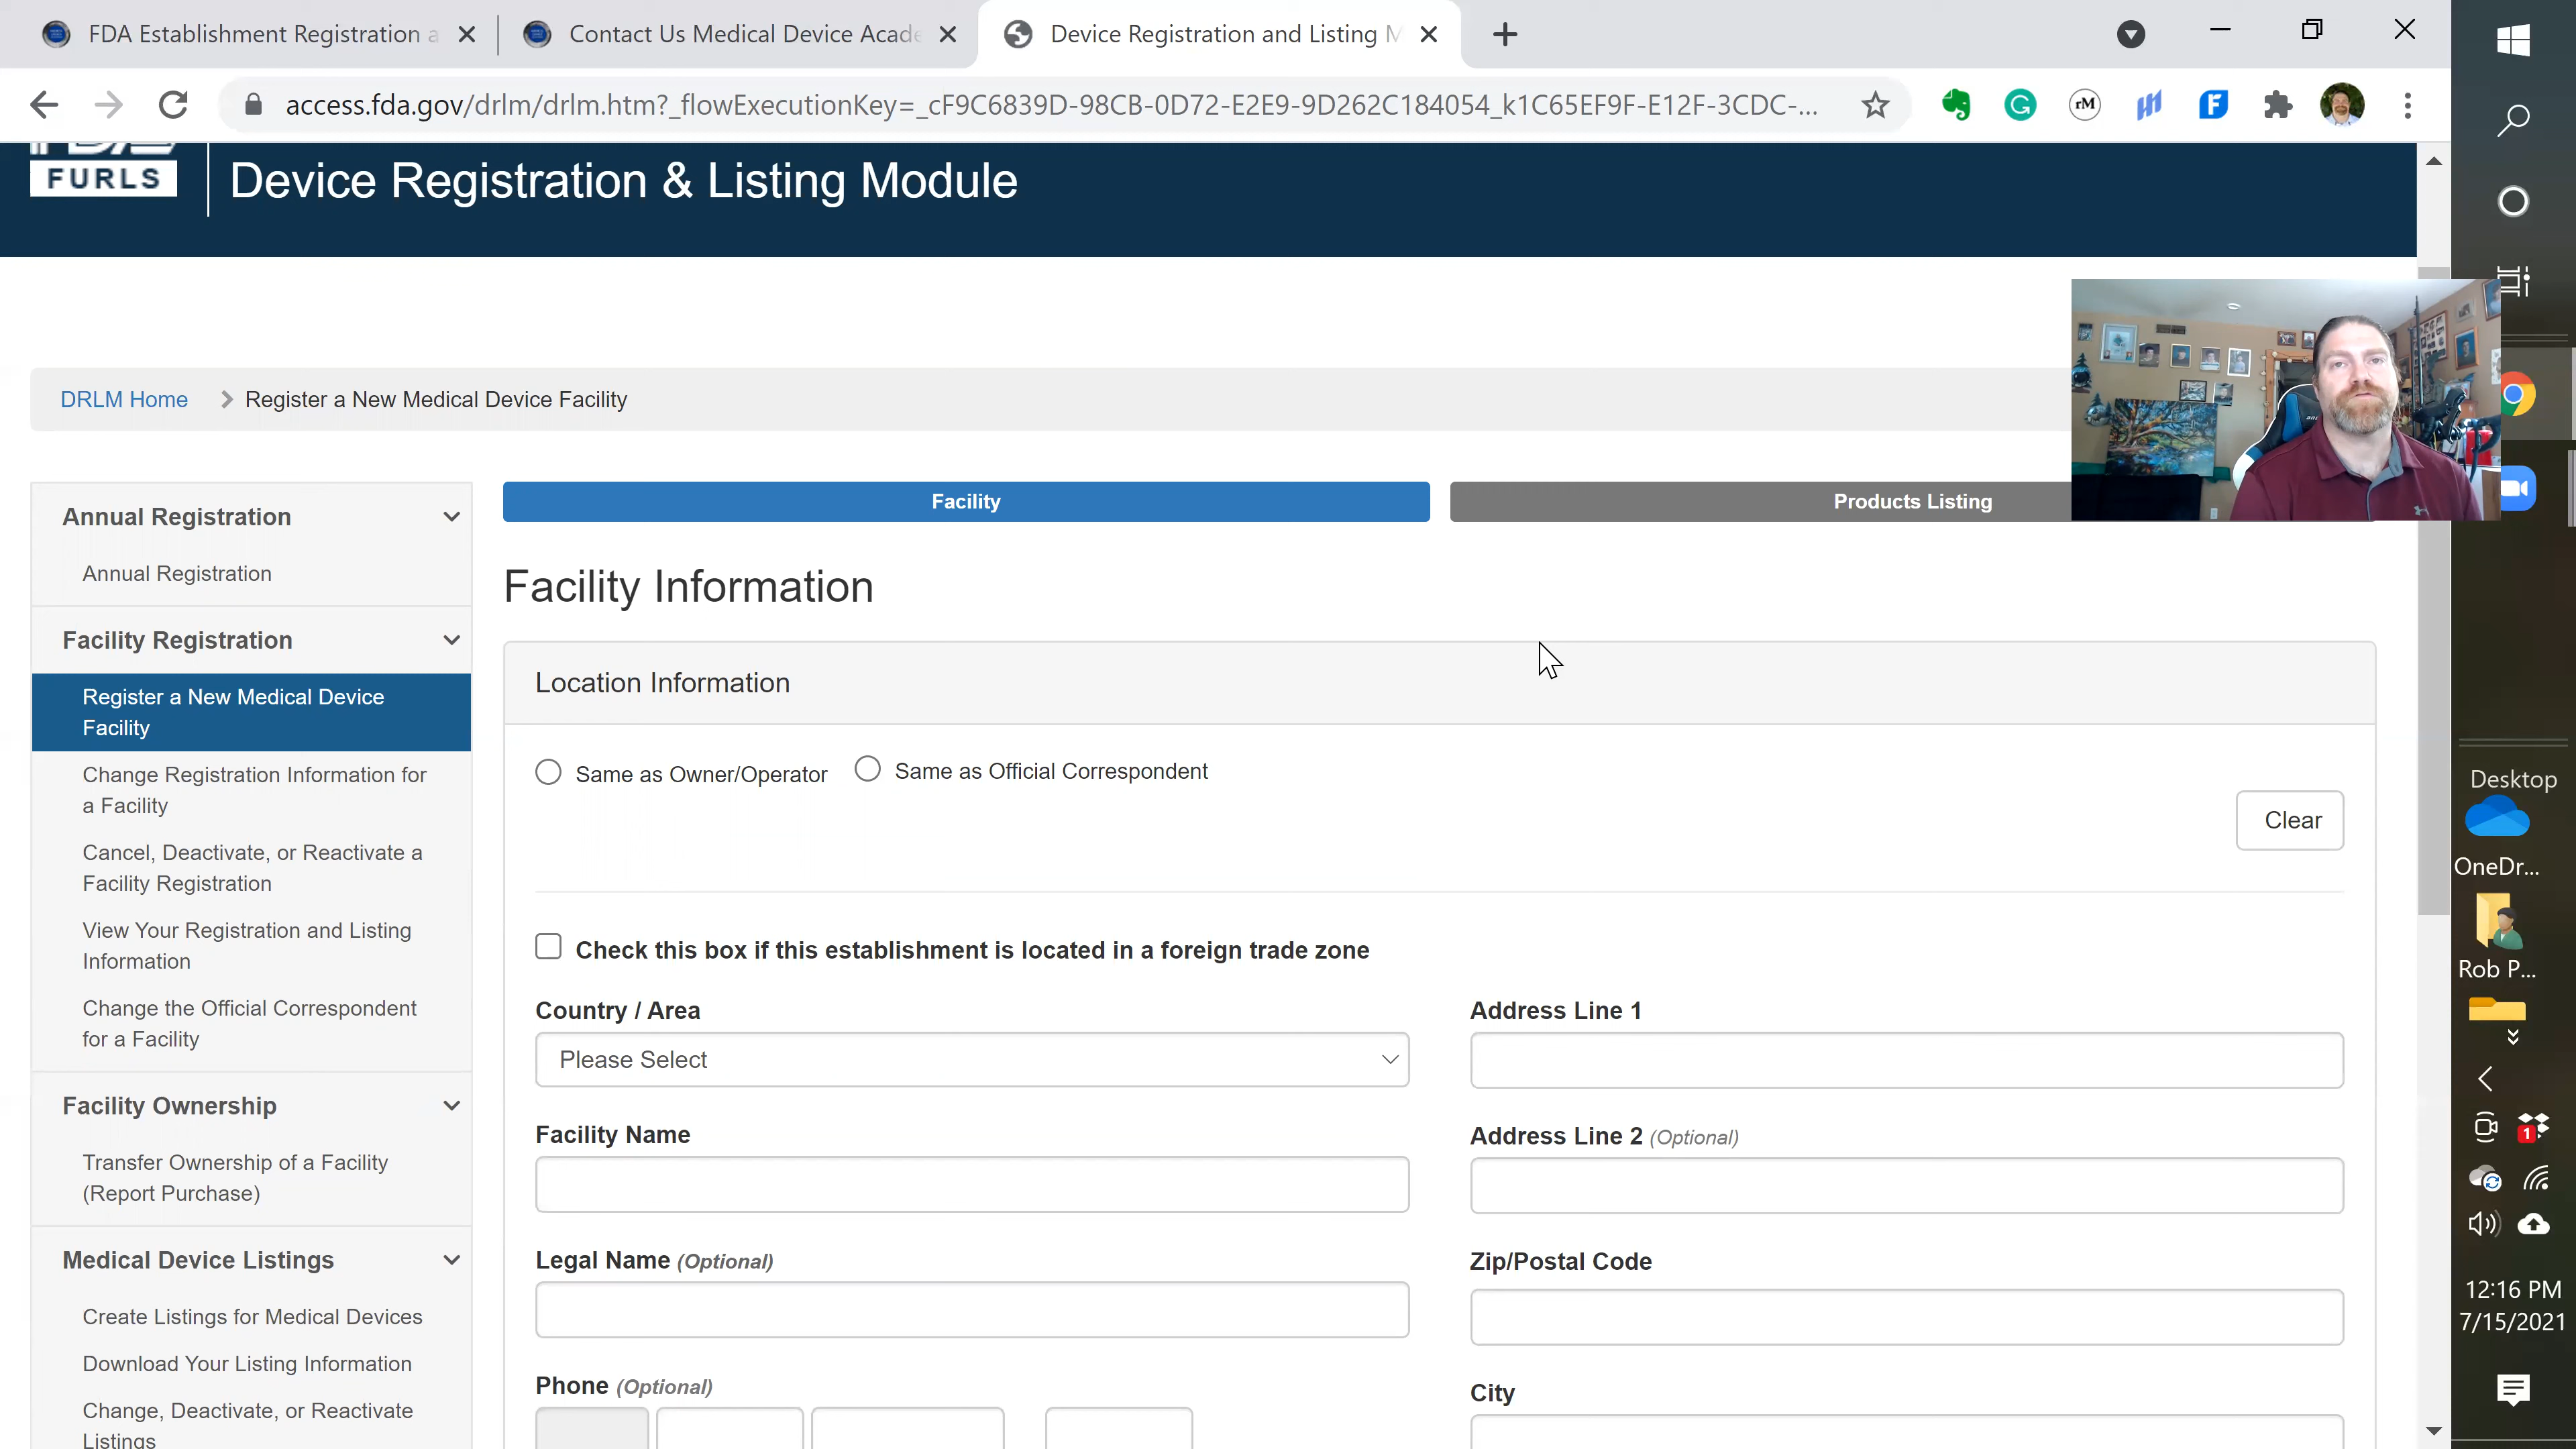 FDA Establishment Registration a
Contact Us Medical Device Acade
Device Registration and Listing M
access.fda.gov/drlm/drlm.htm?_flowExecutionKey=_cF9C6839D-98CB-0D72-E2E9-9D262C184054_k1C65EF9F-E12F-3CDC-...
FURLS
Device Registration & Listing Module
DRLM Home
Register a New Medical Device Facility
Annual Registration
Annual Registration
Facility Registration
Register a New Medical Device
Facility
Change Registration Information for
a Facility
Cancel, Deactivate, or Reactivate a
Facility Registration
View Your Registration and Listing
Information
Change the Official Correspondent
for a Facility
Facility Ownership
Transfer Ownership of a Facility
(Report Purchase)
Medical Device Listings
Create Listings for Medical Devices
Download Your Listing Information
Change, Deactivate, or Reactivate
Listings
Facility
Products Listing
Facility Information
Location Information
Same as Owner/Operator
Same as Official Correspondent
Clear
Check this box if this establishment is located in a foreign trade zone
Country / Area
Please Select
Facility Name
Legal Name (Optional)
Phone (Optional)
Address Line 1
Address Line 2 (Optional)
Zip/Postal Code
City
rM
Desktop
OneDr...
Rob P...
1
12:16 PM
7/15/2021